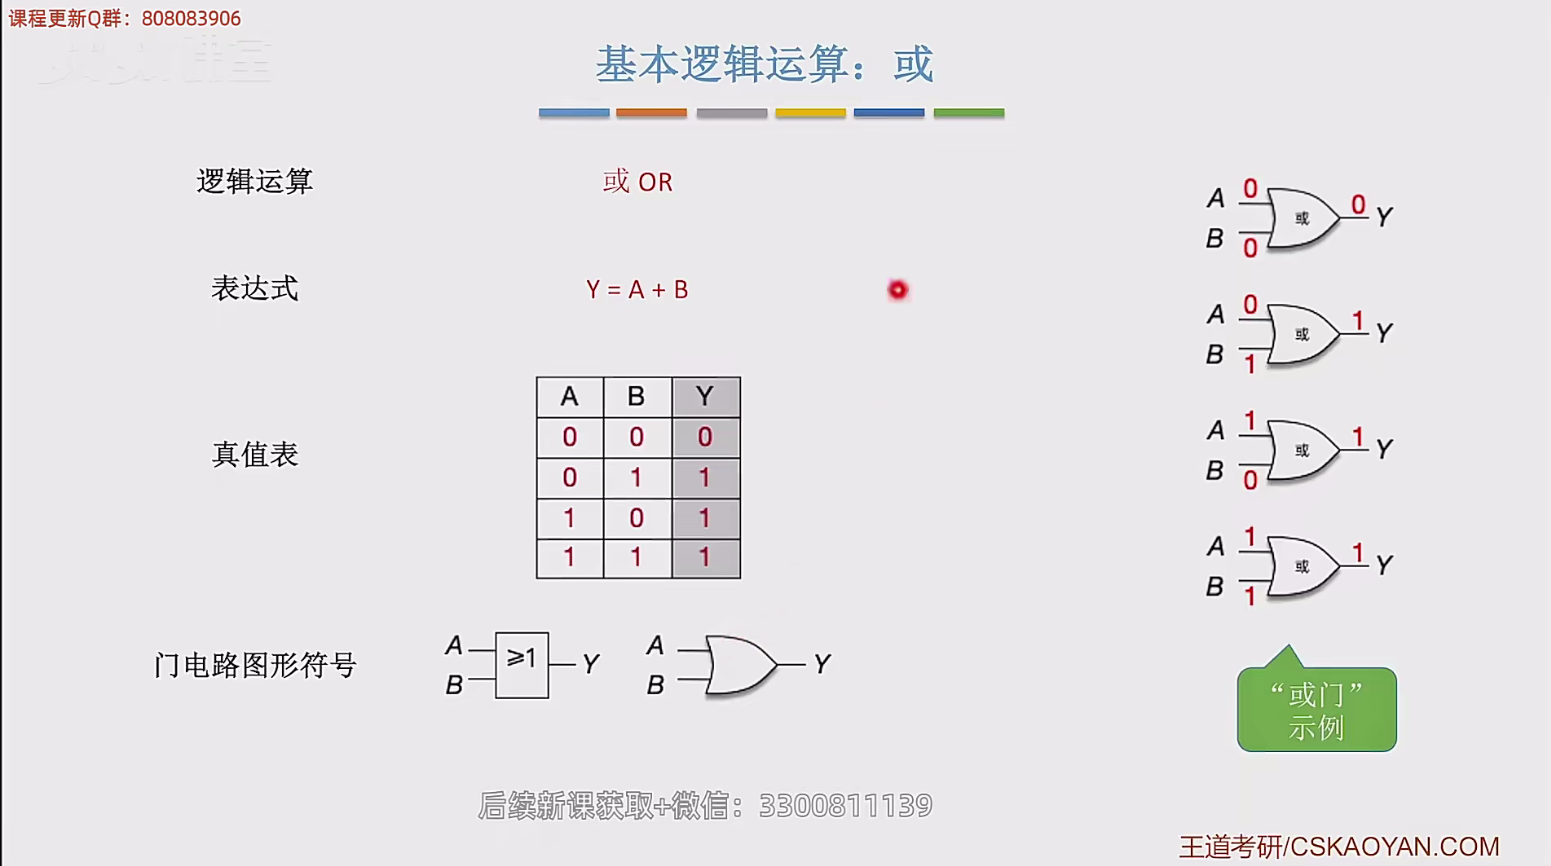 课程更新Q群：808083906
基本逻辑运算：或
逻辑运算
或 OR
表达式
Y = A + B
真值表
A B Y
0 0 0
0 1 1
1 0 1
1 1 1
门电路图形符号
A
B
≥1
Y
A
B
Y
A 0
B 0
或
0 Y
A 0
B 1
或
1 Y
A 1
B 0
或
1 Y
A 1
B 1
或
1 Y
“或门”
示例
后续新课获取+微信：3300811139
王道考研/CSKAOYAN.COM